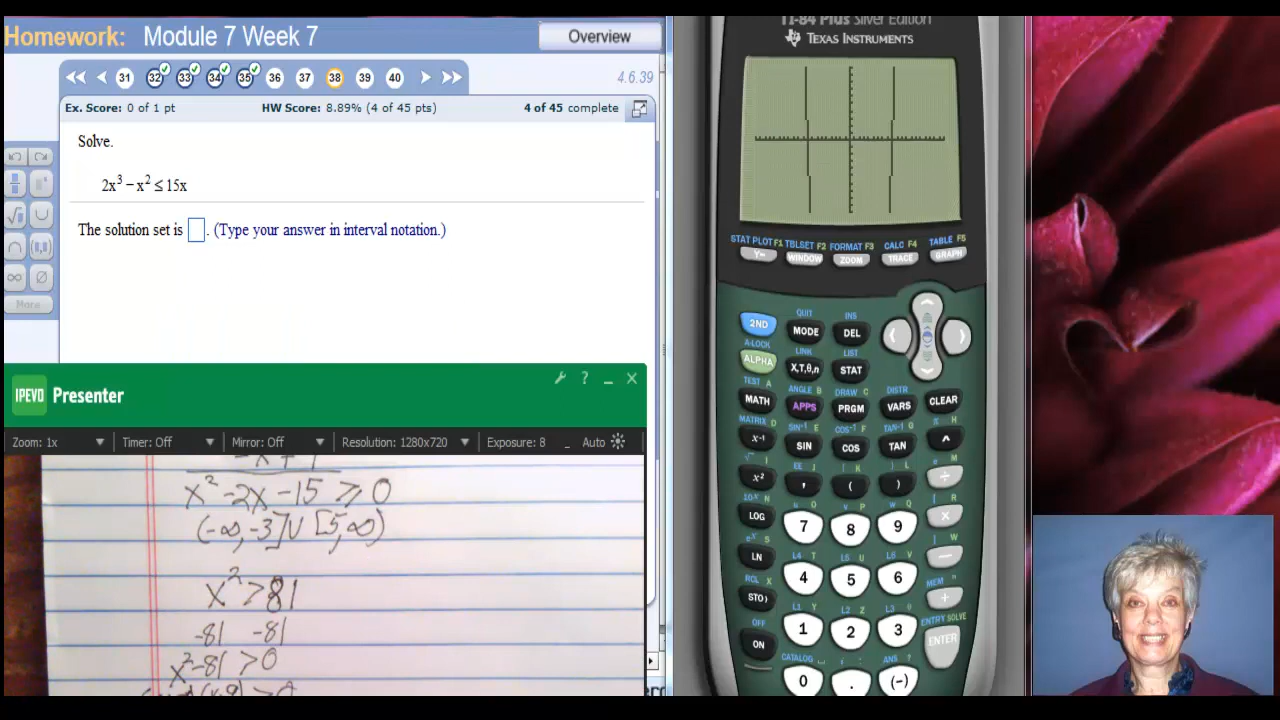 Homework: Module 7 Week 7
Overview
31 32 33 34 35 36 37 38 39 40
4.6.39
Ex. Score: 0 of 1 pt HW Score: 8.89% (4 of 45 pts) 4 of 45 complete
Solve.
2x³ − x² ≤ 15x
The solution set is . (Type your answer in interval notation.)
More
IPEVO Presenter
Zoom: 1x Timer: Off Mirror: Off Resolution: 1280x720 Exposure: 8 Auto
x² -2x -15 ≥ 0
(-∞, -3] U [5, ∞)
x² > 81
-81 -81
x² -81 > 0
TI-84 Plus Silver Edition
TEXAS INSTRUMENTS
STAT PLOT F1 TBLSET F2 FORMAT F3 CALC F4 TABLE F5
Y= WINDOW ZOOM TRACE GRAPH
QUIT INS
2ND MODE DEL
A-LOCK LINK LIST
ALPHA X,T,θ,n STAT
TEST A ANGLE B DRAW C DISTR
MATH APPS PRGM VARS CLEAR
MATRIX D SIN⁻¹ E COS⁻¹ F TAN⁻¹ G π H
x⁻¹ SIN COS TAN ^
√ I EE J { K } L e M
x² , ( ) ÷
10ˣ N u O v P w Q [ R
LOG 7 8 9 ×
eˣ S L4 T L5 U L6 V ] W
LN 4 5 6 −
RCL X L1 Y L2 Z L3 θ MEM "
STO› 1 2 3 +
OFF CATALOG ⎵ i : ANS ? ENTRY SOLVE
ON 0 . (−) ENTER